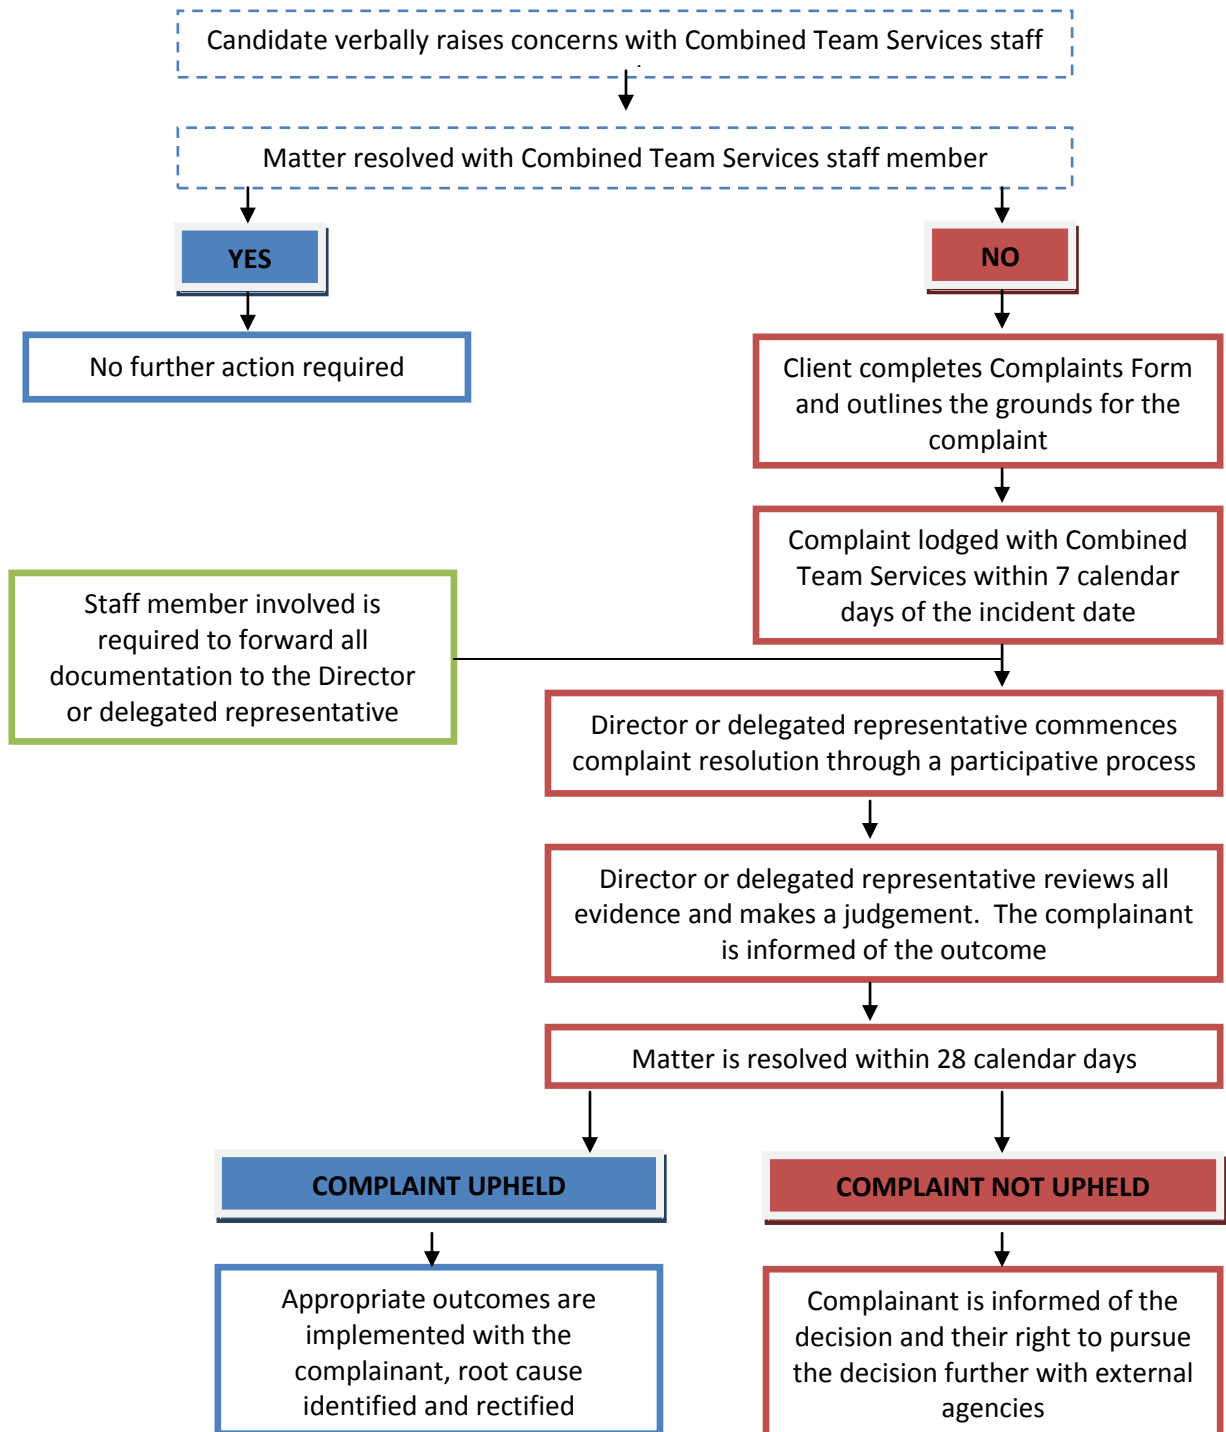 Candidate verbally raises concerns with Combined Team Services staff
Matter resolved with Combined Team Services staff member
YES
NO
No further action required
Client completes Complaints Form
and outlines the grounds for the
complaint
Complaint lodged with Combined
Team Services within 7 calendar
days of the incident date
Staff member involved is
required to forward all
documentation to the Director
or delegated representative
Director or delegated representative commences
complaint resolution through a participative process
Director or delegated representative reviews all
evidence and makes a judgement.  The complainant
is informed of the outcome
Matter is resolved within 28 calendar days
COMPLAINT UPHELD
COMPLAINT NOT UPHELD
Appropriate outcomes are
implemented with the
complainant, root cause
identified and rectified
Complainant is informed of the
decision and their right to pursue
the decision further with external
agencies